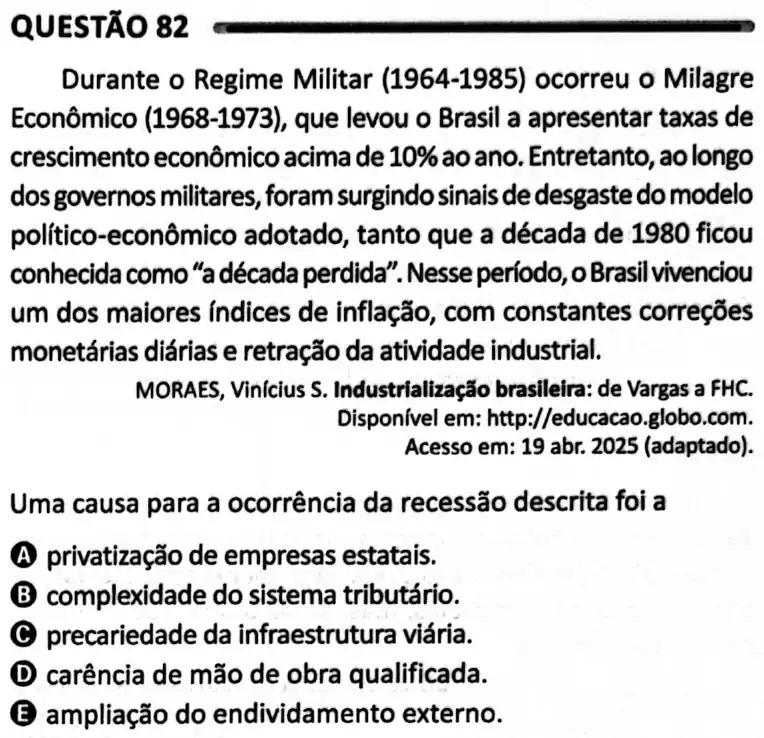 QUESTÃO 82
Durante o Regime Militar (1964-1985) ocorreu o Milagre
Econômico (1968-1973), que levou o Brasil a apresentar taxas de
crescimento econômico acima de 10% ao ano. Entretanto, ao longo
dos governos militares, foram surgindo sinais de desgaste do modelo
político-econômico adotado, tanto que a década de 1980 ficou
conhecida como "a década perdida". Nesse período, o Brasil vivenciou
um dos maiores índices de inflação, com constantes correções
monetárias diárias e retração da atividade industrial.
MORAES, Vinícius S. Industrialização brasileira: de Vargas a FHC.
Disponível em: http://educacao.globo.com.
Acesso em: 19 abr. 2025 (adaptado).
Uma causa para a ocorrência da recessão descrita foi a
A privatização de empresas estatais.
B complexidade do sistema tributário.
C precariedade da infraestrutura viária.
D carência de mão de obra qualificada.
E ampliação do endividamento externo.